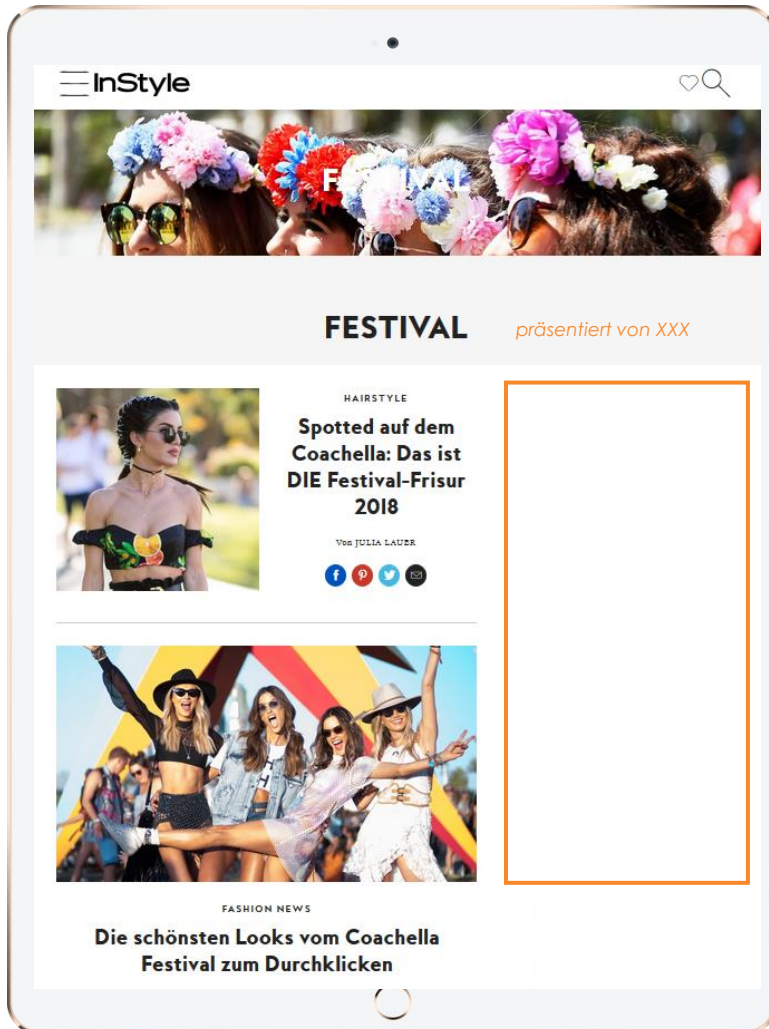 InStyle
FESTIVAL
FESTIVAL
präsentiert von XXX
HAIRSTYLE
Spotted auf dem
Coachella: Das ist
DIE Festival-Frisur
2018
Von JULIA LAUER
FASHION NEWS
Die schönsten Looks vom Coachella
Festival zum Durchklicken